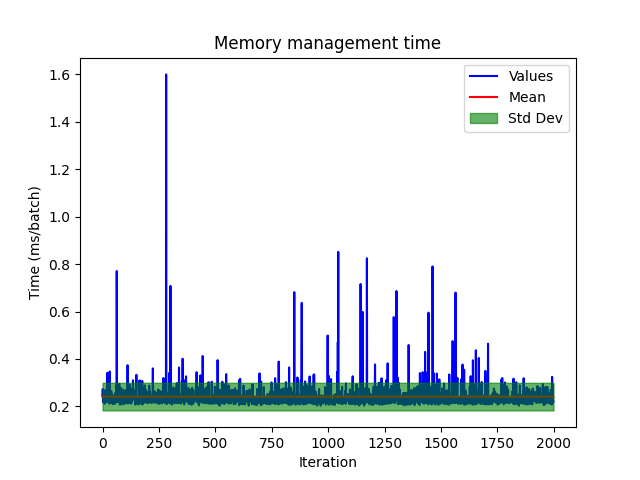 Memory management time
Values
Mean
Std Dev
Time (ms/batch)
1.6
1.4
1.2
1.0
0.8
0.6
0.4
0.2
0 250 500 750 1000 1250 1500 1750 2000
Iteration